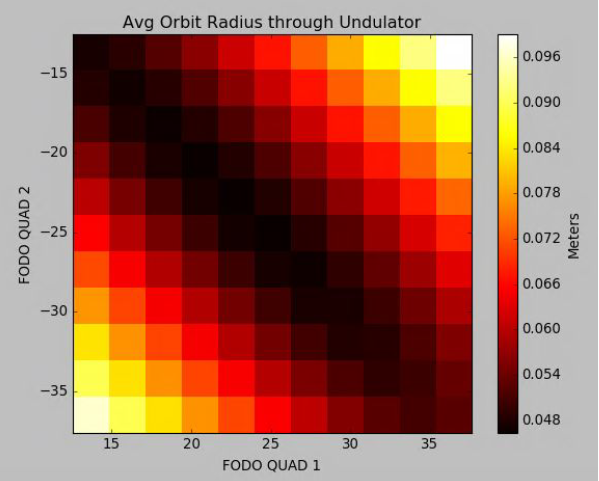 Avg Orbit Radius through Undulator
−15
−20
−25
−30
−35
FODO QUAD 2
15 20 25 30 35
FODO QUAD 1
0.096
0.090
0.084
0.078
0.072
0.066
0.060
0.054
0.048
Meters